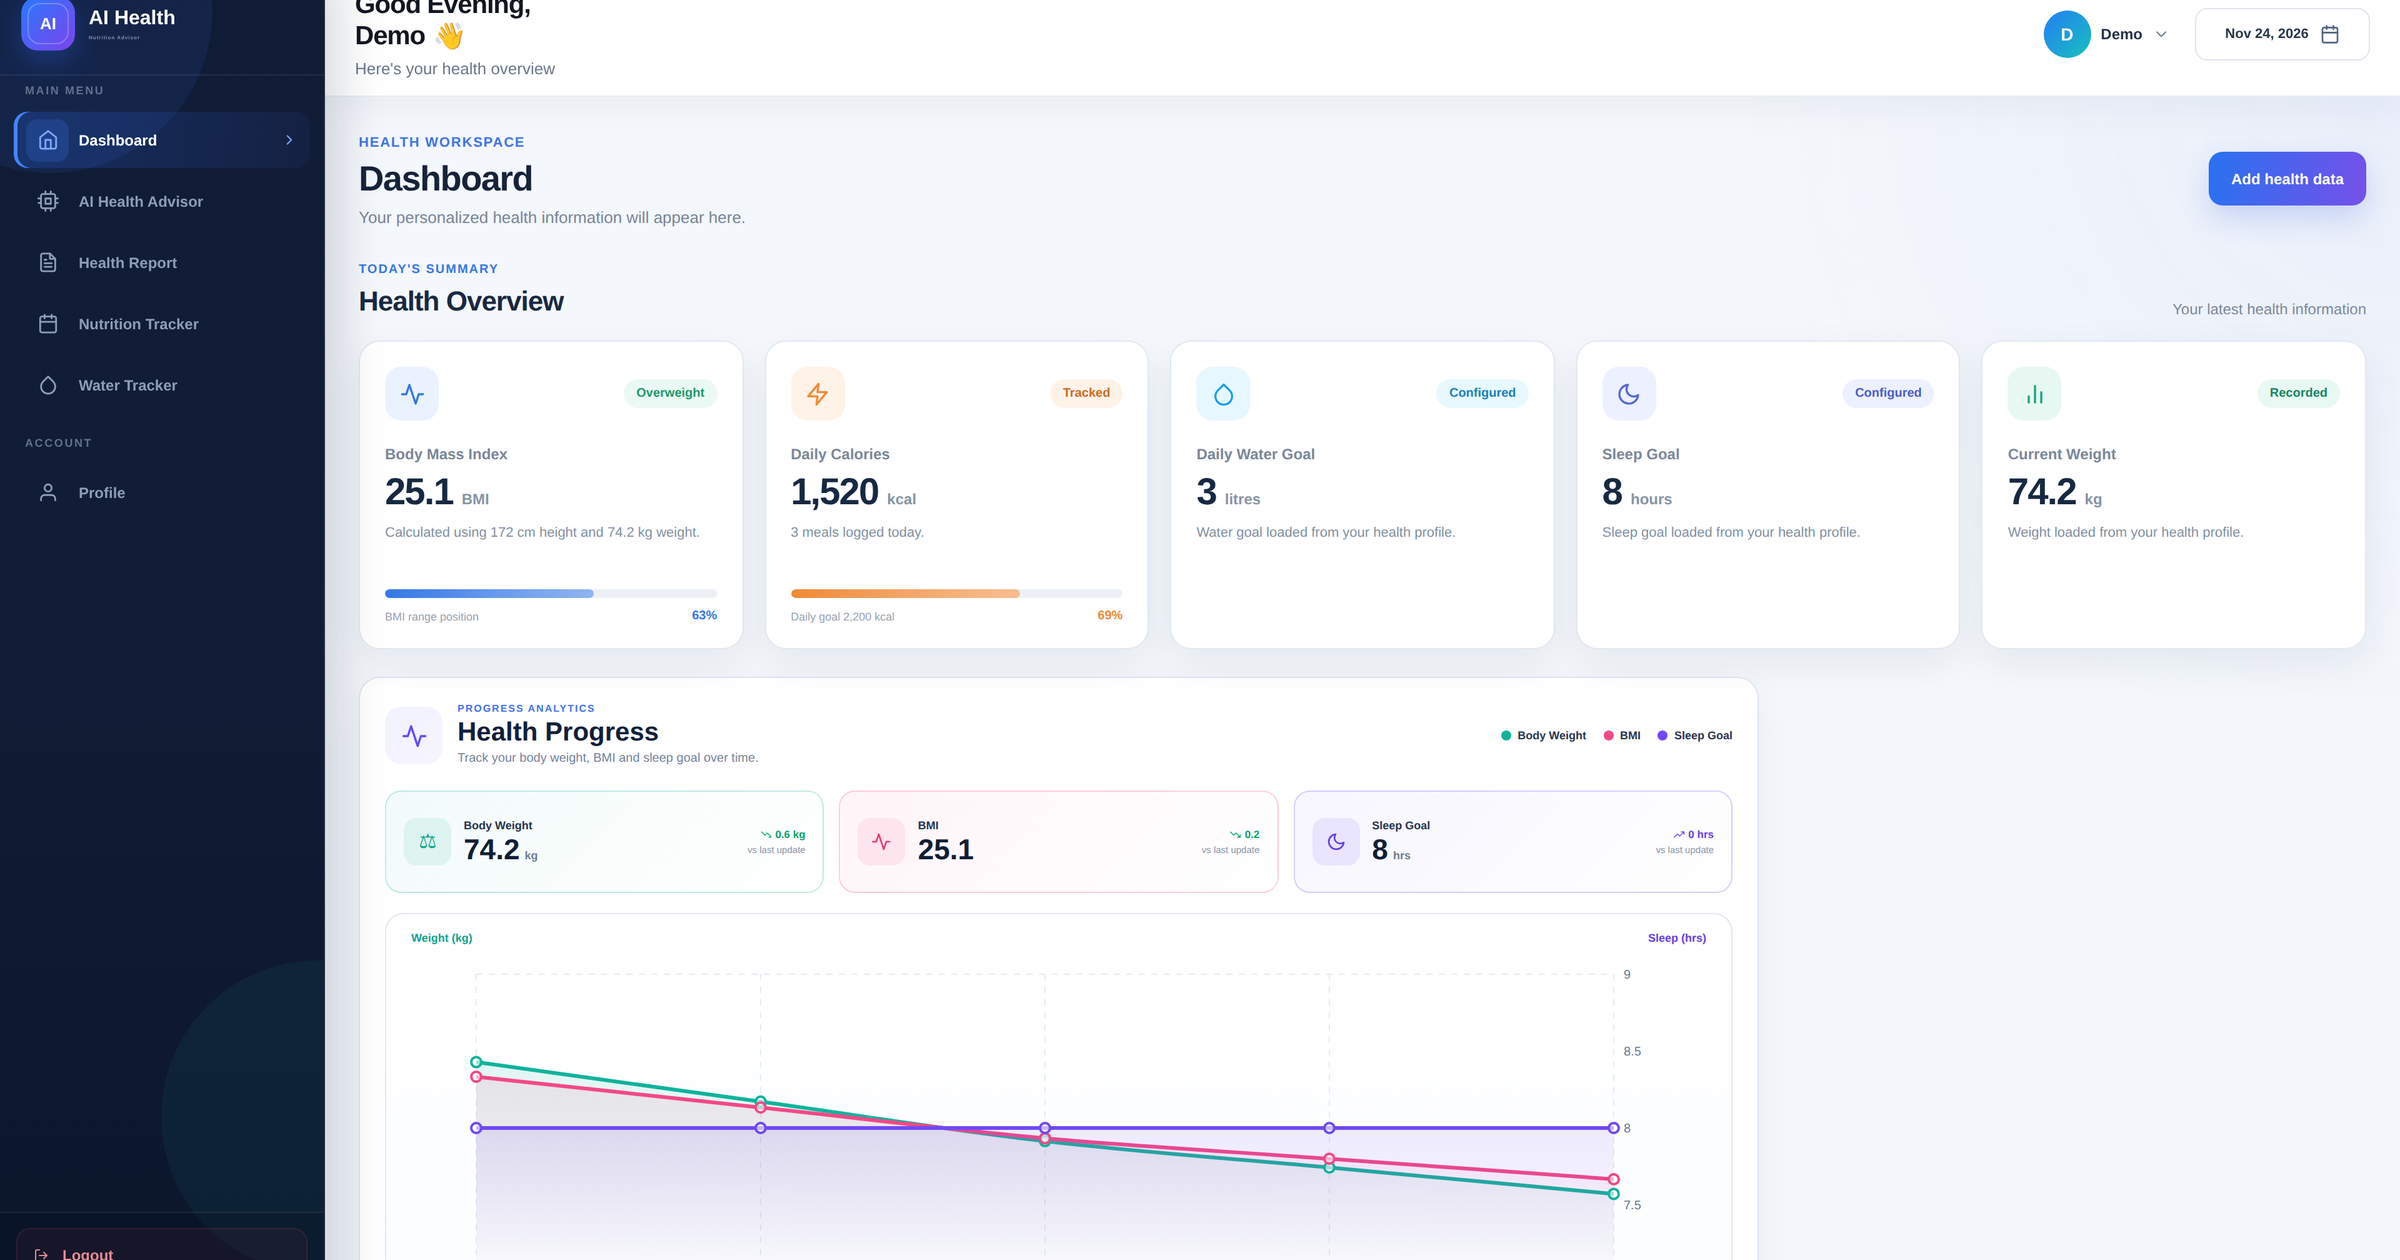 AI
AI Health
Nutrition Advisor
MAIN MENU
Dashboard
AI Health Advisor
Health Report
Nutrition Tracker
Water Tracker
ACCOUNT
Profile
Logout
Good Evening,
Demo 👋
Here's your health overview
D
Demo
Nov 24, 2026
HEALTH WORKSPACE
Dashboard
Your personalized health information will appear here.
Add health data
TODAY'S SUMMARY
Health Overview
Your latest health information
Overweight
Body Mass Index
25.1 BMI
Calculated using 172 cm height and 74.2 kg weight.
BMI range position
63%
Tracked
Daily Calories
1,520 kcal
3 meals logged today.
Daily goal 2,200 kcal
69%
Configured
Daily Water Goal
3 litres
Water goal loaded from your health profile.
Configured
Sleep Goal
8 hours
Sleep goal loaded from your health profile.
Recorded
Current Weight
74.2 kg
Weight loaded from your health profile.
PROGRESS ANALYTICS
Health Progress
Track your body weight, BMI and sleep goal over time.
Body Weight
BMI
Sleep Goal
Body Weight
74.2 kg
0.6 kg
vs last update
BMI
25.1
0.2
vs last update
Sleep Goal
8 hrs
0 hrs
vs last update
Weight (kg)
Sleep (hrs)
9
8.5
8
7.5